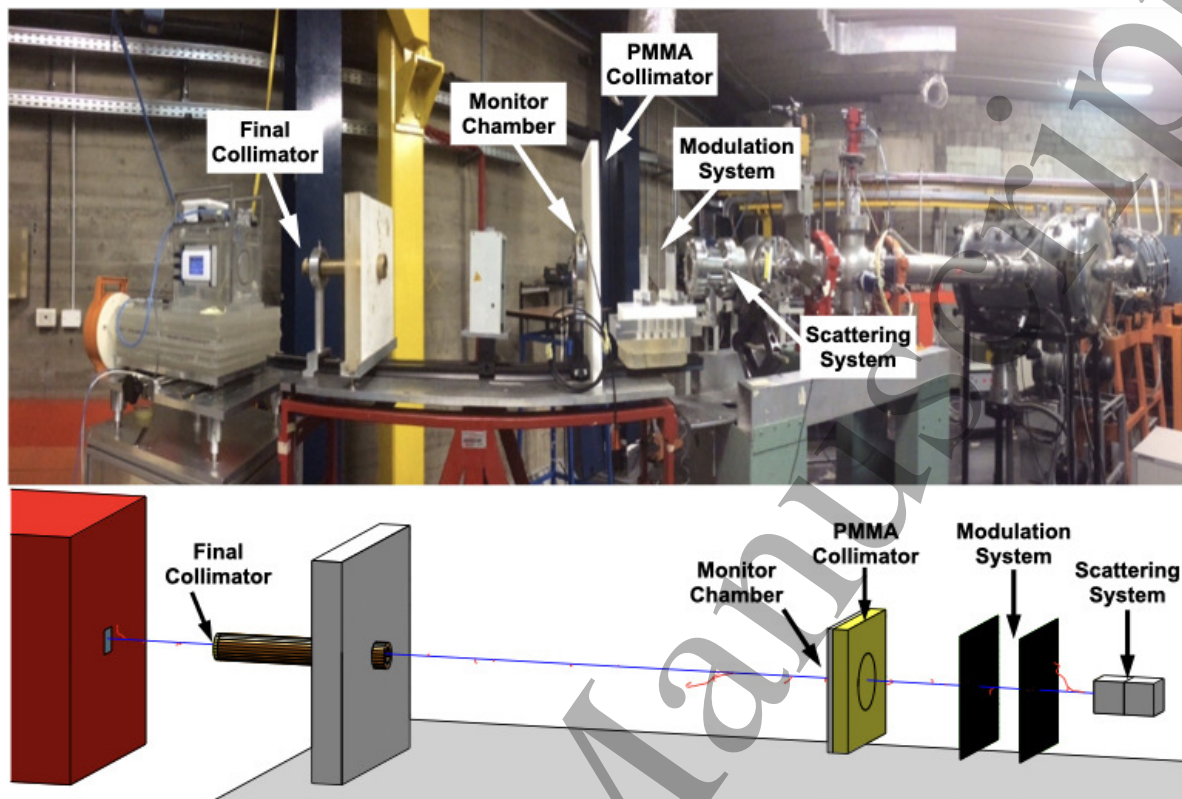 PMMA
Collimator
Monitor
Chamber
Final
Collimator
Modulation
System
Scattering
System
Final
Collimator
Monitor
Chamber
PMMA
Collimator
Modulation
System
Scattering
System
Manuscript